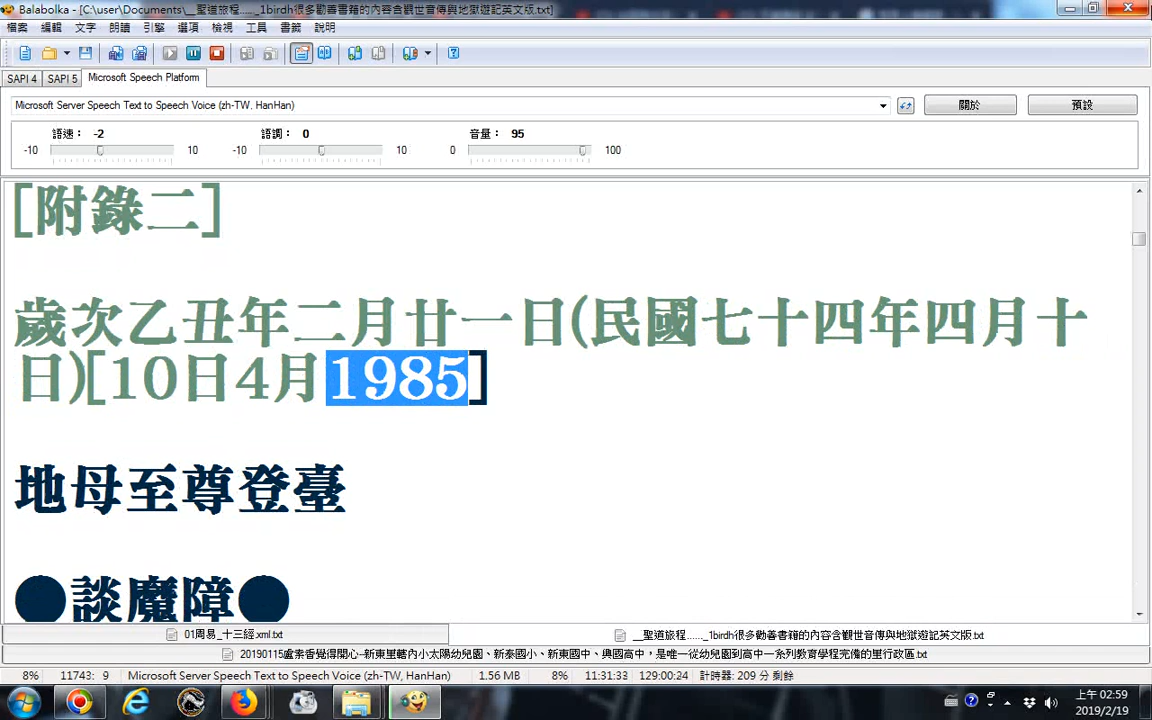 Balabolka - [C:\user\Documents\__聖道旅程......_1birdh很多勸善書籍的內容含觀世音傳與地獄遊記英文版.txt]
檔案 編輯 文字 朗讀 引擎 選項 檢視 工具 書籤 說明
SAPI 4 SAPI 5 Microsoft Speech Platform
Microsoft Server Speech Text to Speech Voice (zh-TW, HanHan) 關於 預設
語速： -2 語調： 0 音量： 95
-10 10 -10 10 0 100
[附錄二]
歲次乙丑年二月廿一日(民國七十四年四月十
日)[10日4月1985]
地母至尊登臺
●談魔障●
01周易_十三經.xml.txt __聖道旅程......_1birdh很多勸善書籍的內容含觀世音傳與地獄遊記英文版.txt
20190115盧素香覺得開心--新東里轄內小太陽幼兒園、新泰國小、新東國中、興國高中，是唯一從幼兒園到高中一系列教育學程完備的里行政區.txt
8% 11743: 9 Microsoft Server Speech Text to Speech Voice (zh-TW, HanHan) 1.56 MB 8% 11:31:33 129:00:24 計時器: 209 分 剩餘
上午 02:59
2019/2/19